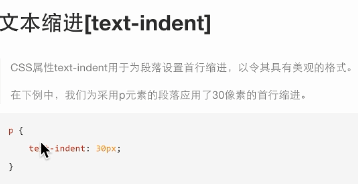 文本缩进[text-indent]
CSS属性text-indent用于为段落设置首行缩进，以令其具有美观的格式。
在下例中，我们为采用p元素的段落应用了30像素的首行缩进。
p {
text-indent: 30px;
}